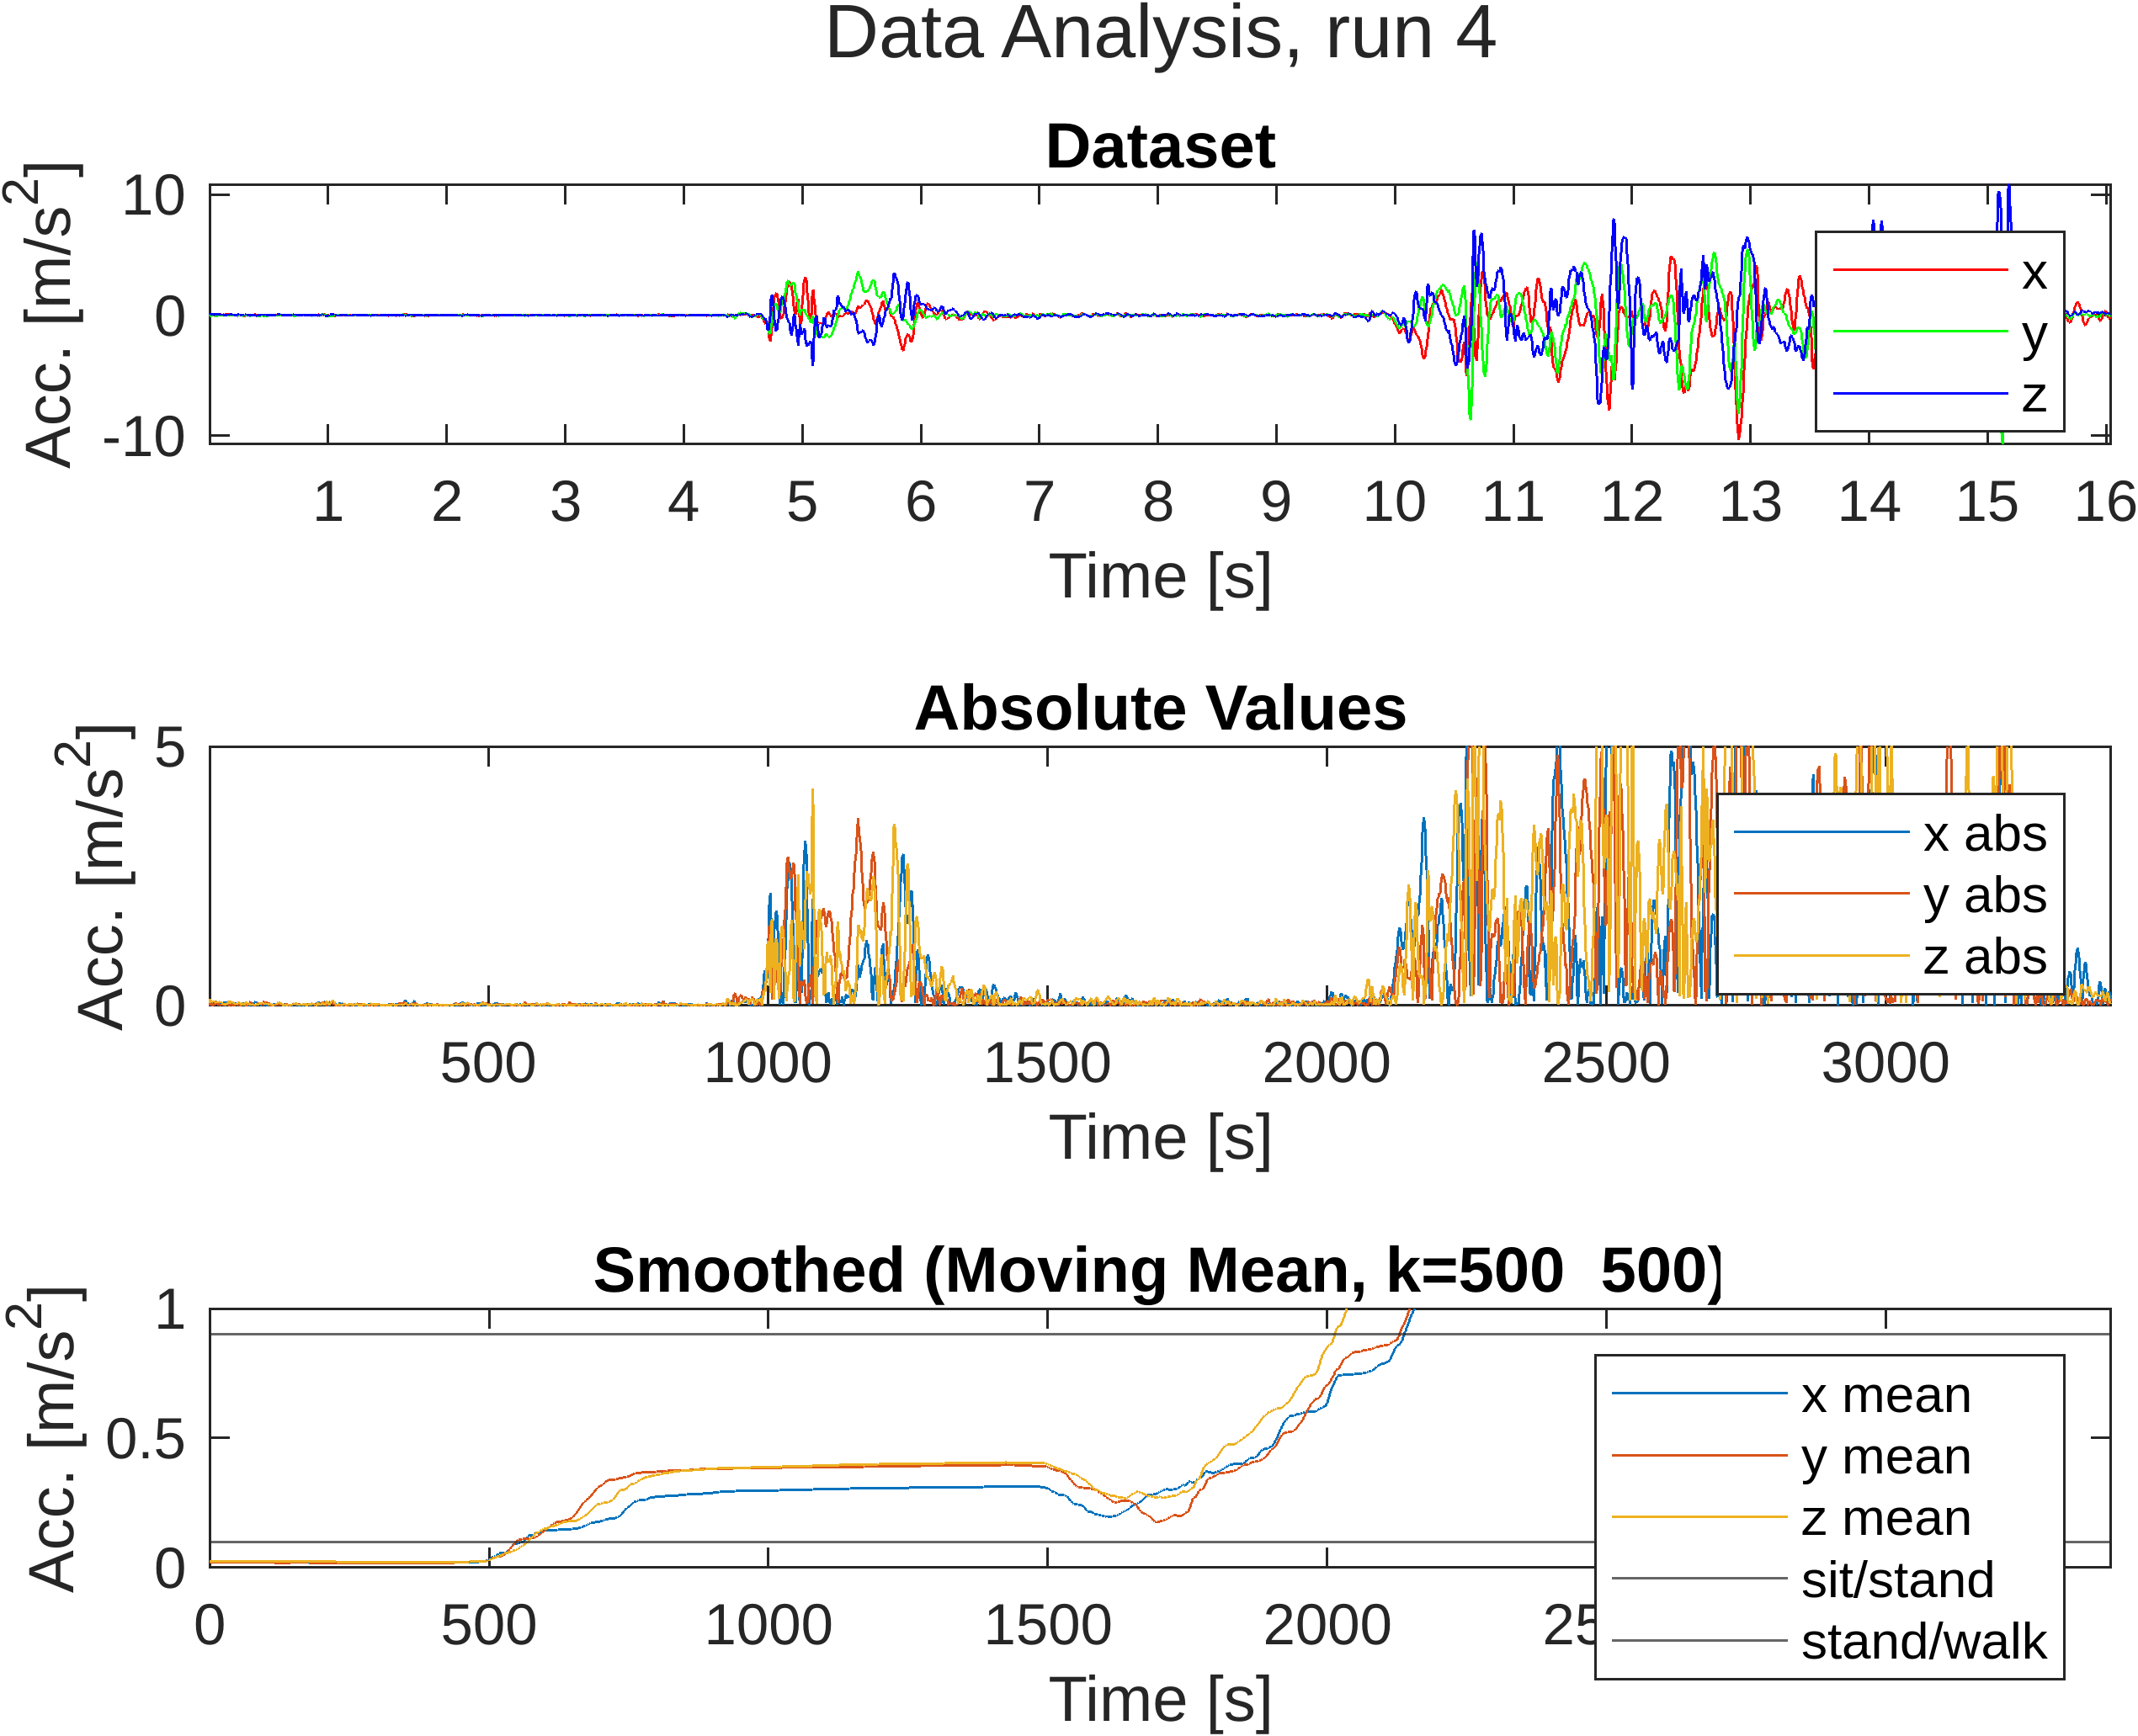 Data Analysis, run 4
Dataset
Acc. [m/s²]
10
0
-10
x
y
z
1 2 3 4 5 6 7 8 9 10 11 12 13 14 15 16
Time [s]
Absolute Values
Acc. [m/s²]
5
0
x abs
y abs
z abs
500 1000 1500 2000 2500 3000
Time [s]
Smoothed (Moving Mean, k=500  500)
Acc. [m/s²]
1
0.5
0
x mean
y mean
z mean
sit/stand
stand/walk
0 500 1000 1500 2000
Time [s]